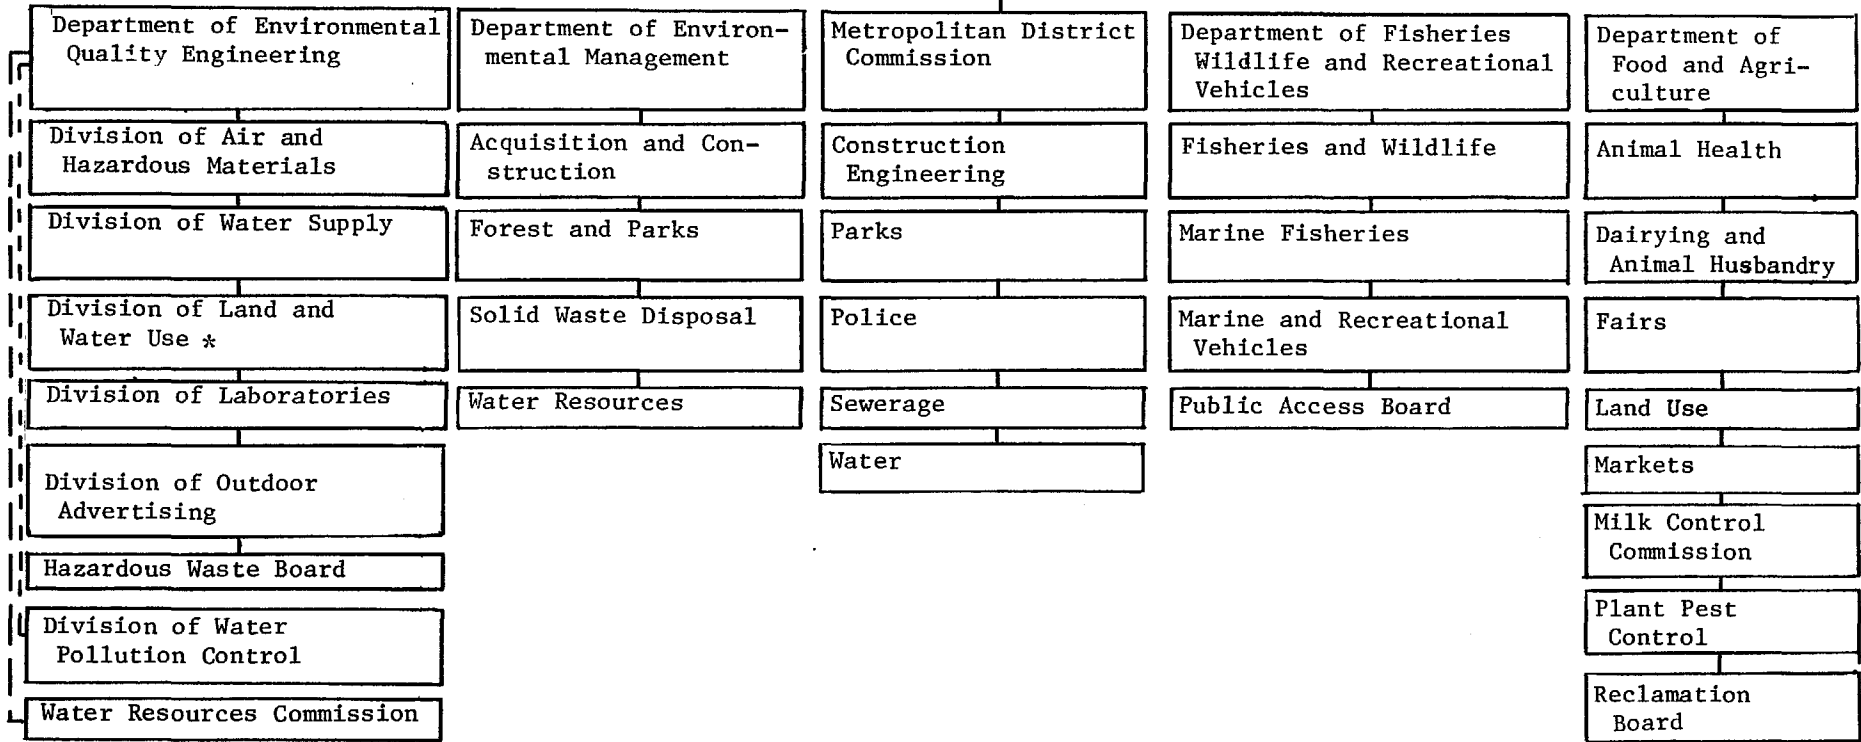 Department of Environmental
Quality Engineering
Division of Air and
Hazardous Materials
Division of Water Supply
Division of Land and
Water Use *
Division of Laboratories
Division of Outdoor
Advertising
Hazardous Waste Board
Division of Water
Pollution Control
Water Resources Commission
Department of Environ-
mental Management
Acquisition and Con-
struction
Forest and Parks
Solid Waste Disposal
Water Resources
Metropolitan District
Commission
Construction
Engineering
Parks
Police
Sewerage
Water
Department of Fisheries
Wildlife and Recreational
Vehicles
Fisheries and Wildlife
Marine Fisheries
Marine and Recreational
Vehicles
Public Access Board
Department of
Food and Agri-
culture
Animal Health
Dairying and
Animal Husbandry
Fairs
Land Use
Markets
Milk Control
Commission
Plant Pest
Control
Reclamation
Board